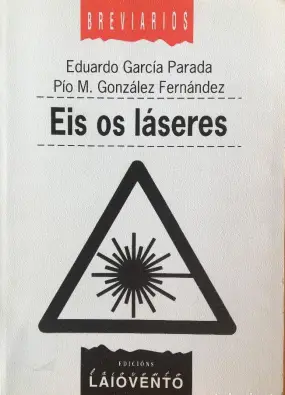 BREVIARIOS
Eduardo García Parada
Pío M. González Fernández
Eis os láseres
EDICIÓNS
LAIOVENTO